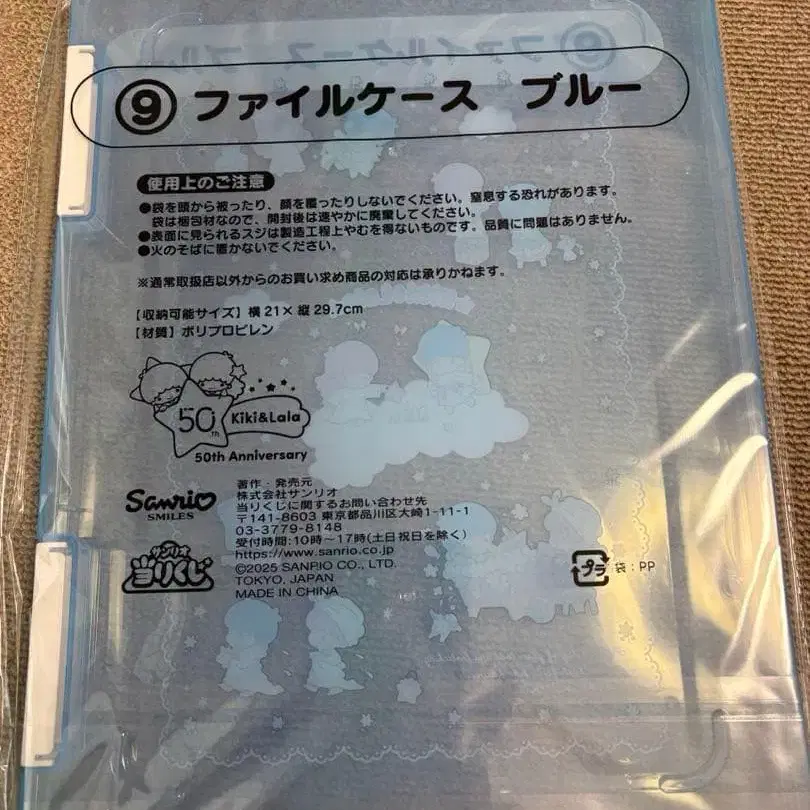 ⑨ ファイルケース ブルー
使用上のご注意
●袋を頭から被ったり、顔を覆ったりしないでください。窒息する恐れがあります。
袋は梱包材なので、開封後は速やかに廃棄してください。
●表面に見られるスジは製造工程上やむを得ないものです。品質に問題はありません。
●火のそばに置かないでください。
※通常取扱店以外からのお買い求め商品の対応は承りかねます。
【収納可能サイズ】横21×縦29.7cm
【材質】ポリプロピレン
50th Kiki&Lala
50th Anniversary
Sanrio
SMILES
サンリオ
当りくじ
著作・発売元
株式会社サンリオ
当りくじに関するお問い合わせ先
〒141-8603 東京都品川区大崎1-11-1
03-3779-8148
受付時間:10時〜17時(土日祝日を除く)
https://www.sanrio.co.jp
©2025 SANRIO CO., LTD.
TOKYO, JAPAN
MADE IN CHINA
プラ 袋:PP